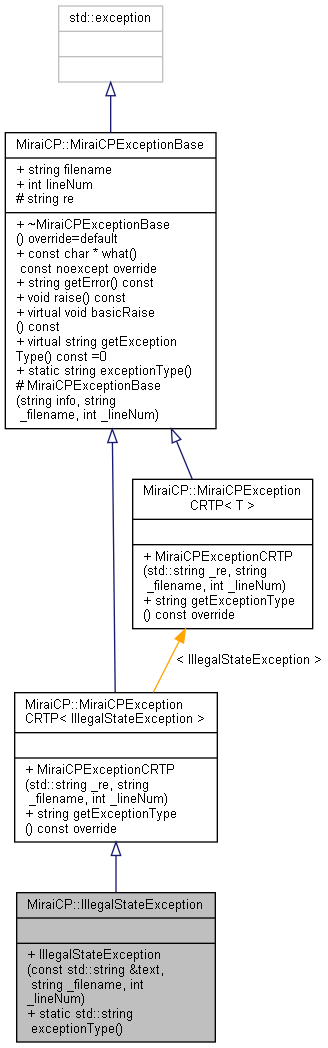 std::exception
MiraiCP::MiraiCPExceptionBase
+ string filename
+ int lineNum
# string re
+ ~MiraiCPExceptionBase
() override=default
+ const char * what()
const noexcept override
+ string getError() const
+ void raise() const
+ virtual void basicRaise
() const
+ virtual string getException
Type() const =0
+ static string exceptionType()
# MiraiCPExceptionBase
(string info, string
_filename, int _lineNum)
MiraiCP::MiraiCPException
CRTP< T >
+ MiraiCPExceptionCRTP
(std::string _re, string
_filename, int _lineNum)
+ string getExceptionType
() const override
< IllegalStateException >
MiraiCP::MiraiCPException
CRTP< IllegalStateException >
+ MiraiCPExceptionCRTP
(std::string _re, string
_filename, int _lineNum)
+ string getExceptionType
() const override
MiraiCP::IllegalStateException
+ IllegalStateException
(const std::string &text,
string _filename, int
_lineNum)
+ static std::string
exceptionType()